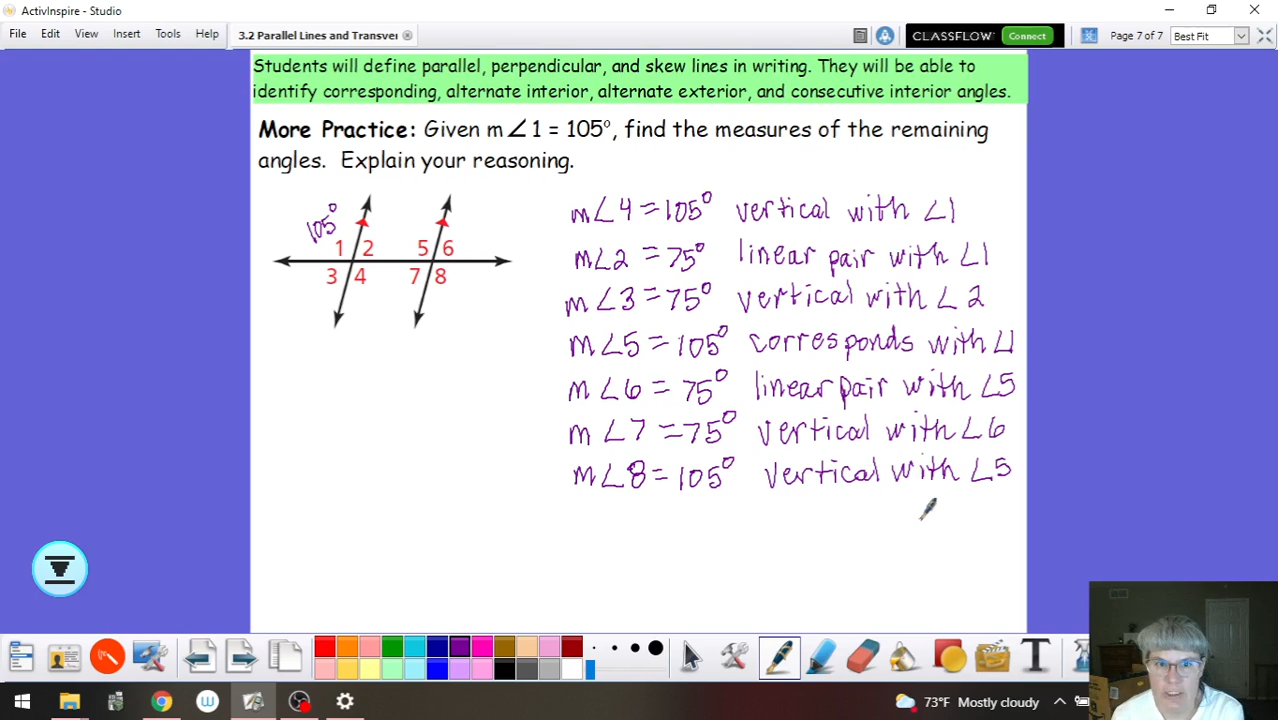 ActivInspire - Studio
File Edit View Insert Tools Help
3.2 Parallel Lines and Transver
CLASSFLOW Connect
Page 7 of 7
Best Fit
Students will define parallel, perpendicular, and skew lines in writing. They will be able to
identify corresponding, alternate interior, alternate exterior, and consecutive interior angles.
More Practice: Given m∠1 = 105°, find the measures of the remaining
angles. Explain your reasoning.
105°
1 2 5 6
3 4 7 8
m∠4 = 105° vertical with ∠1
m∠2 = 75° linear pair with ∠1
m∠3 = 75° vertical with ∠2
m∠5 = 105° corresponds with ∠1
m∠6 = 75° linear pair with ∠5
m∠7 = 75° vertical with ∠6
m∠8 = 105° vertical with ∠5
T
73°F Mostly cloudy